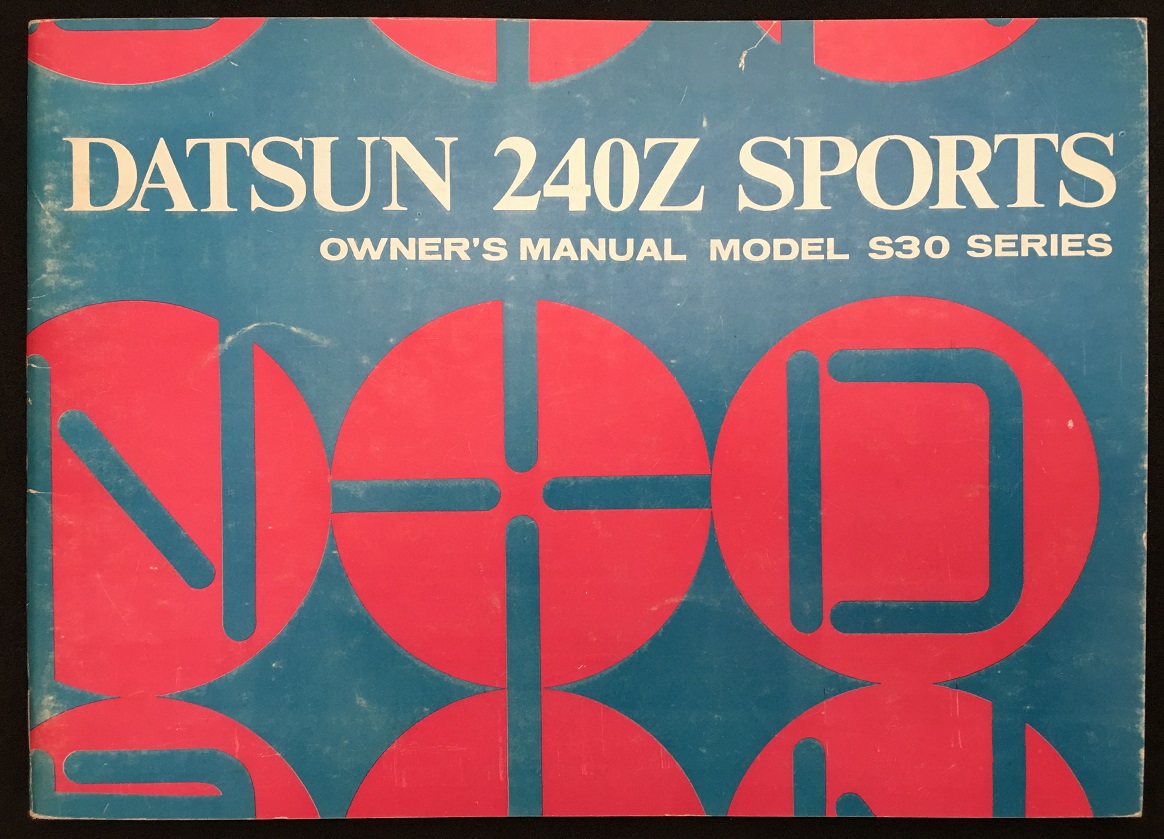 DATSUN 240Z SPORTS
OWNER'S MANUAL MODEL S30 SERIES
N D